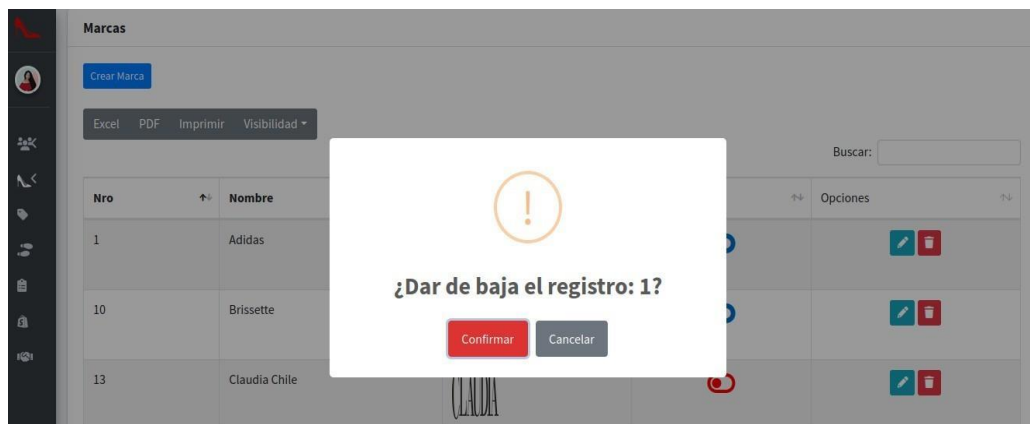 Marcas
Crear Marca
Excel PDF Imprimir Visibilidad
Buscar:
Nro Nombre Opciones
1 Adidas
!
¿Dar de baja el registro: 1?
10 Brissette
Confirmar Cancelar
13 Claudia Chile CLAUDIA